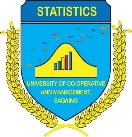 STATISTICS
UNIVERSITY OF CO-OPERATIVE
AND MANAGEMENT,
SAGAING